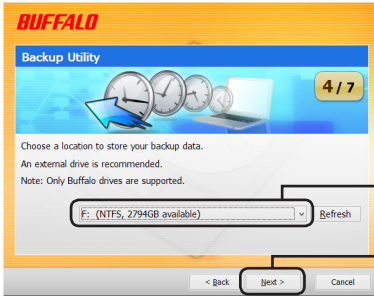 BUFFALO
Backup Utility
4 / 7
Choose a location to store your backup data.
An external drive is recommended.
Note: Only Buffalo drives are supported.
F: (NTFS, 2794GB available)
Refresh
< Back
Next >
Cancel